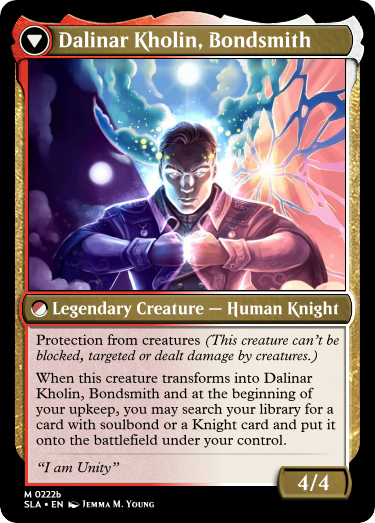 Dalinar Kholin, Bondsmith
Legendary Creature — Human Knight
Protection from creatures (This creature can't be
blocked, targeted or dealt damage by creatures.)
When this creature transforms into Dalinar
Kholin, Bondsmith and at the beginning of
your upkeep, you may search your library for a
card with soulbond or a Knight card and put it
onto the battlefield under your control.
"I am Unity"
4/4
M 0222b
SLA • EN Jemma M. Young